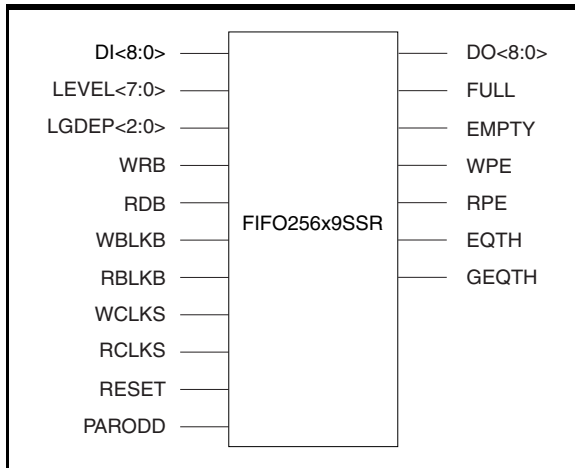 DI<8:0>
LEVEL<7:0>
LGDEP<2:0>
WRB
RDB
WBLKB
RBLKB
WCLKS
RCLKS
RESET
PARODD
FIFO256x9SSR
DO<8:0>
FULL
EMPTY
WPE
RPE
EQTH
GEQTH